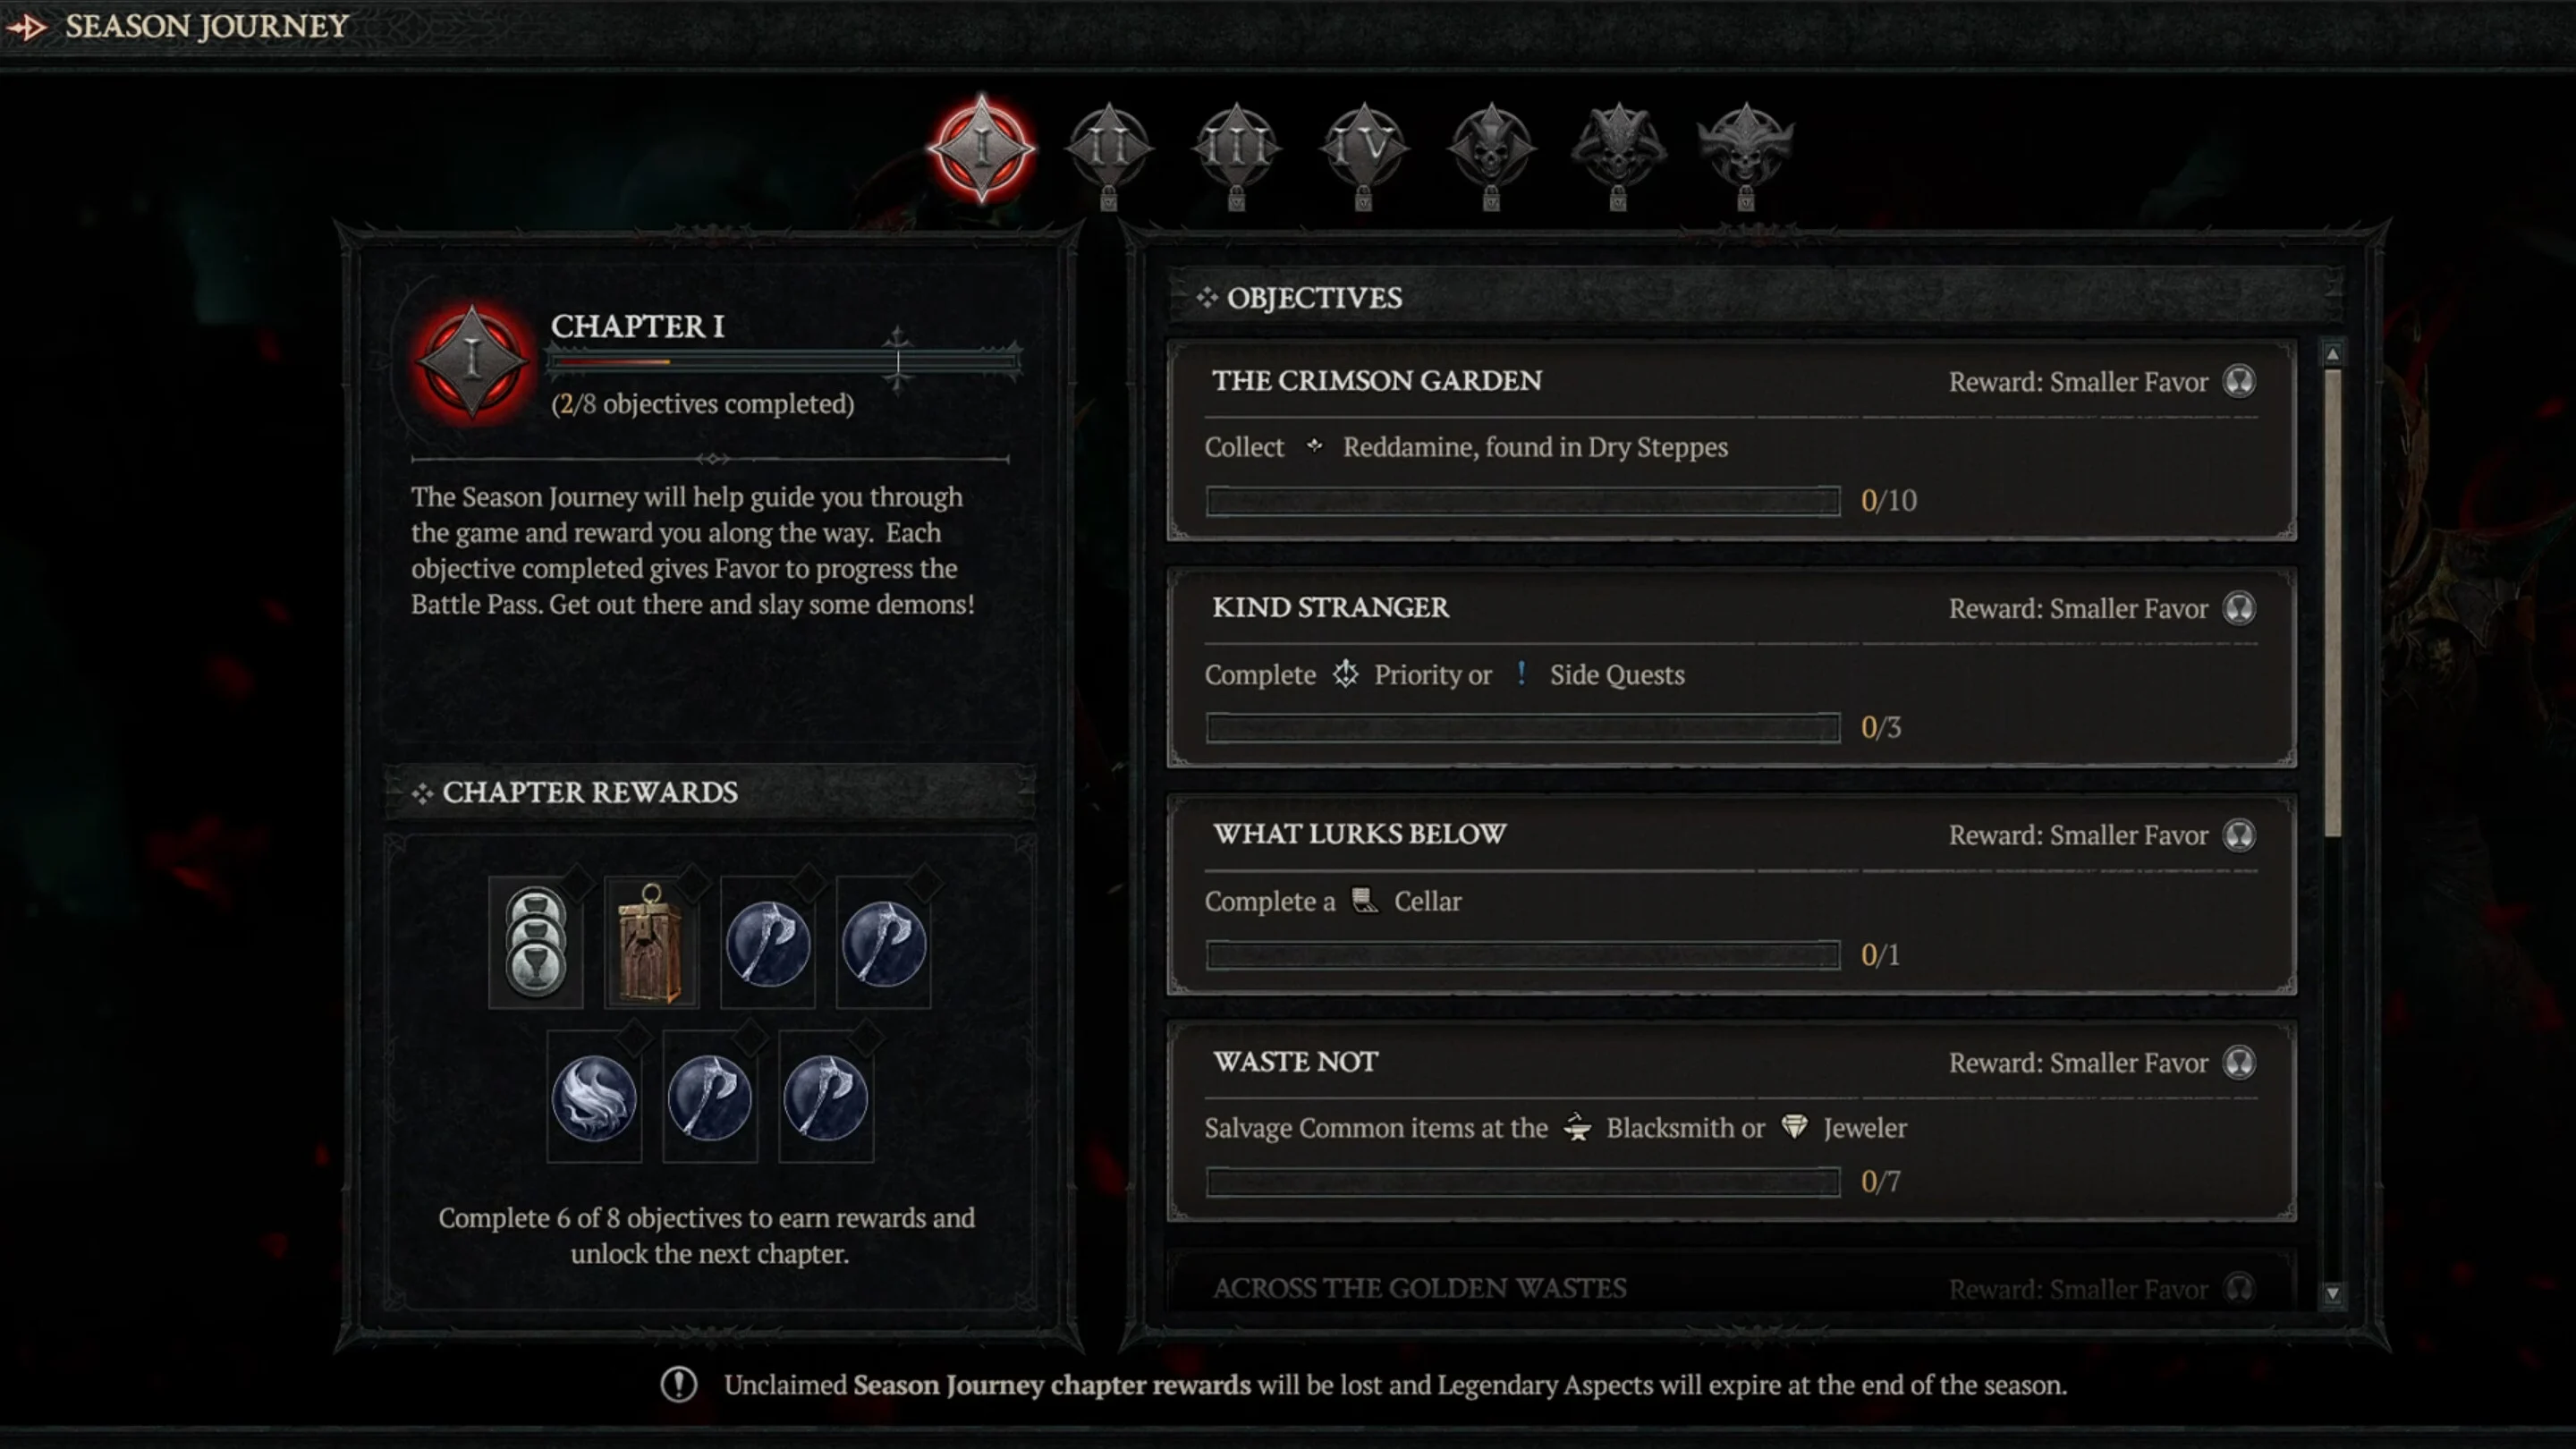 SEASON JOURNEY
I
II
III
IV
I
CHAPTER I
(2/8 objectives completed)
The Season Journey will help guide you through
the game and reward you along the way. Each
objective completed gives Favor to progress the
Battle Pass. Get out there and slay some demons!
CHAPTER REWARDS
Complete 6 of 8 objectives to earn rewards and
unlock the next chapter.
OBJECTIVES
THE CRIMSON GARDEN
Reward: Smaller Favor
Collect Reddamine, found in Dry Steppes
0/10
KIND STRANGER
Reward: Smaller Favor
Complete Priority or ! Side Quests
0/3
WHAT LURKS BELOW
Reward: Smaller Favor
Complete a Cellar
0/1
WASTE NOT
Reward: Smaller Favor
Salvage Common items at the Blacksmith or Jeweler
0/7
ACROSS THE GOLDEN WASTES
Reward: Smaller Favor
Unclaimed Season Journey chapter rewards will be lost and Legendary Aspects will expire at the end of the season.